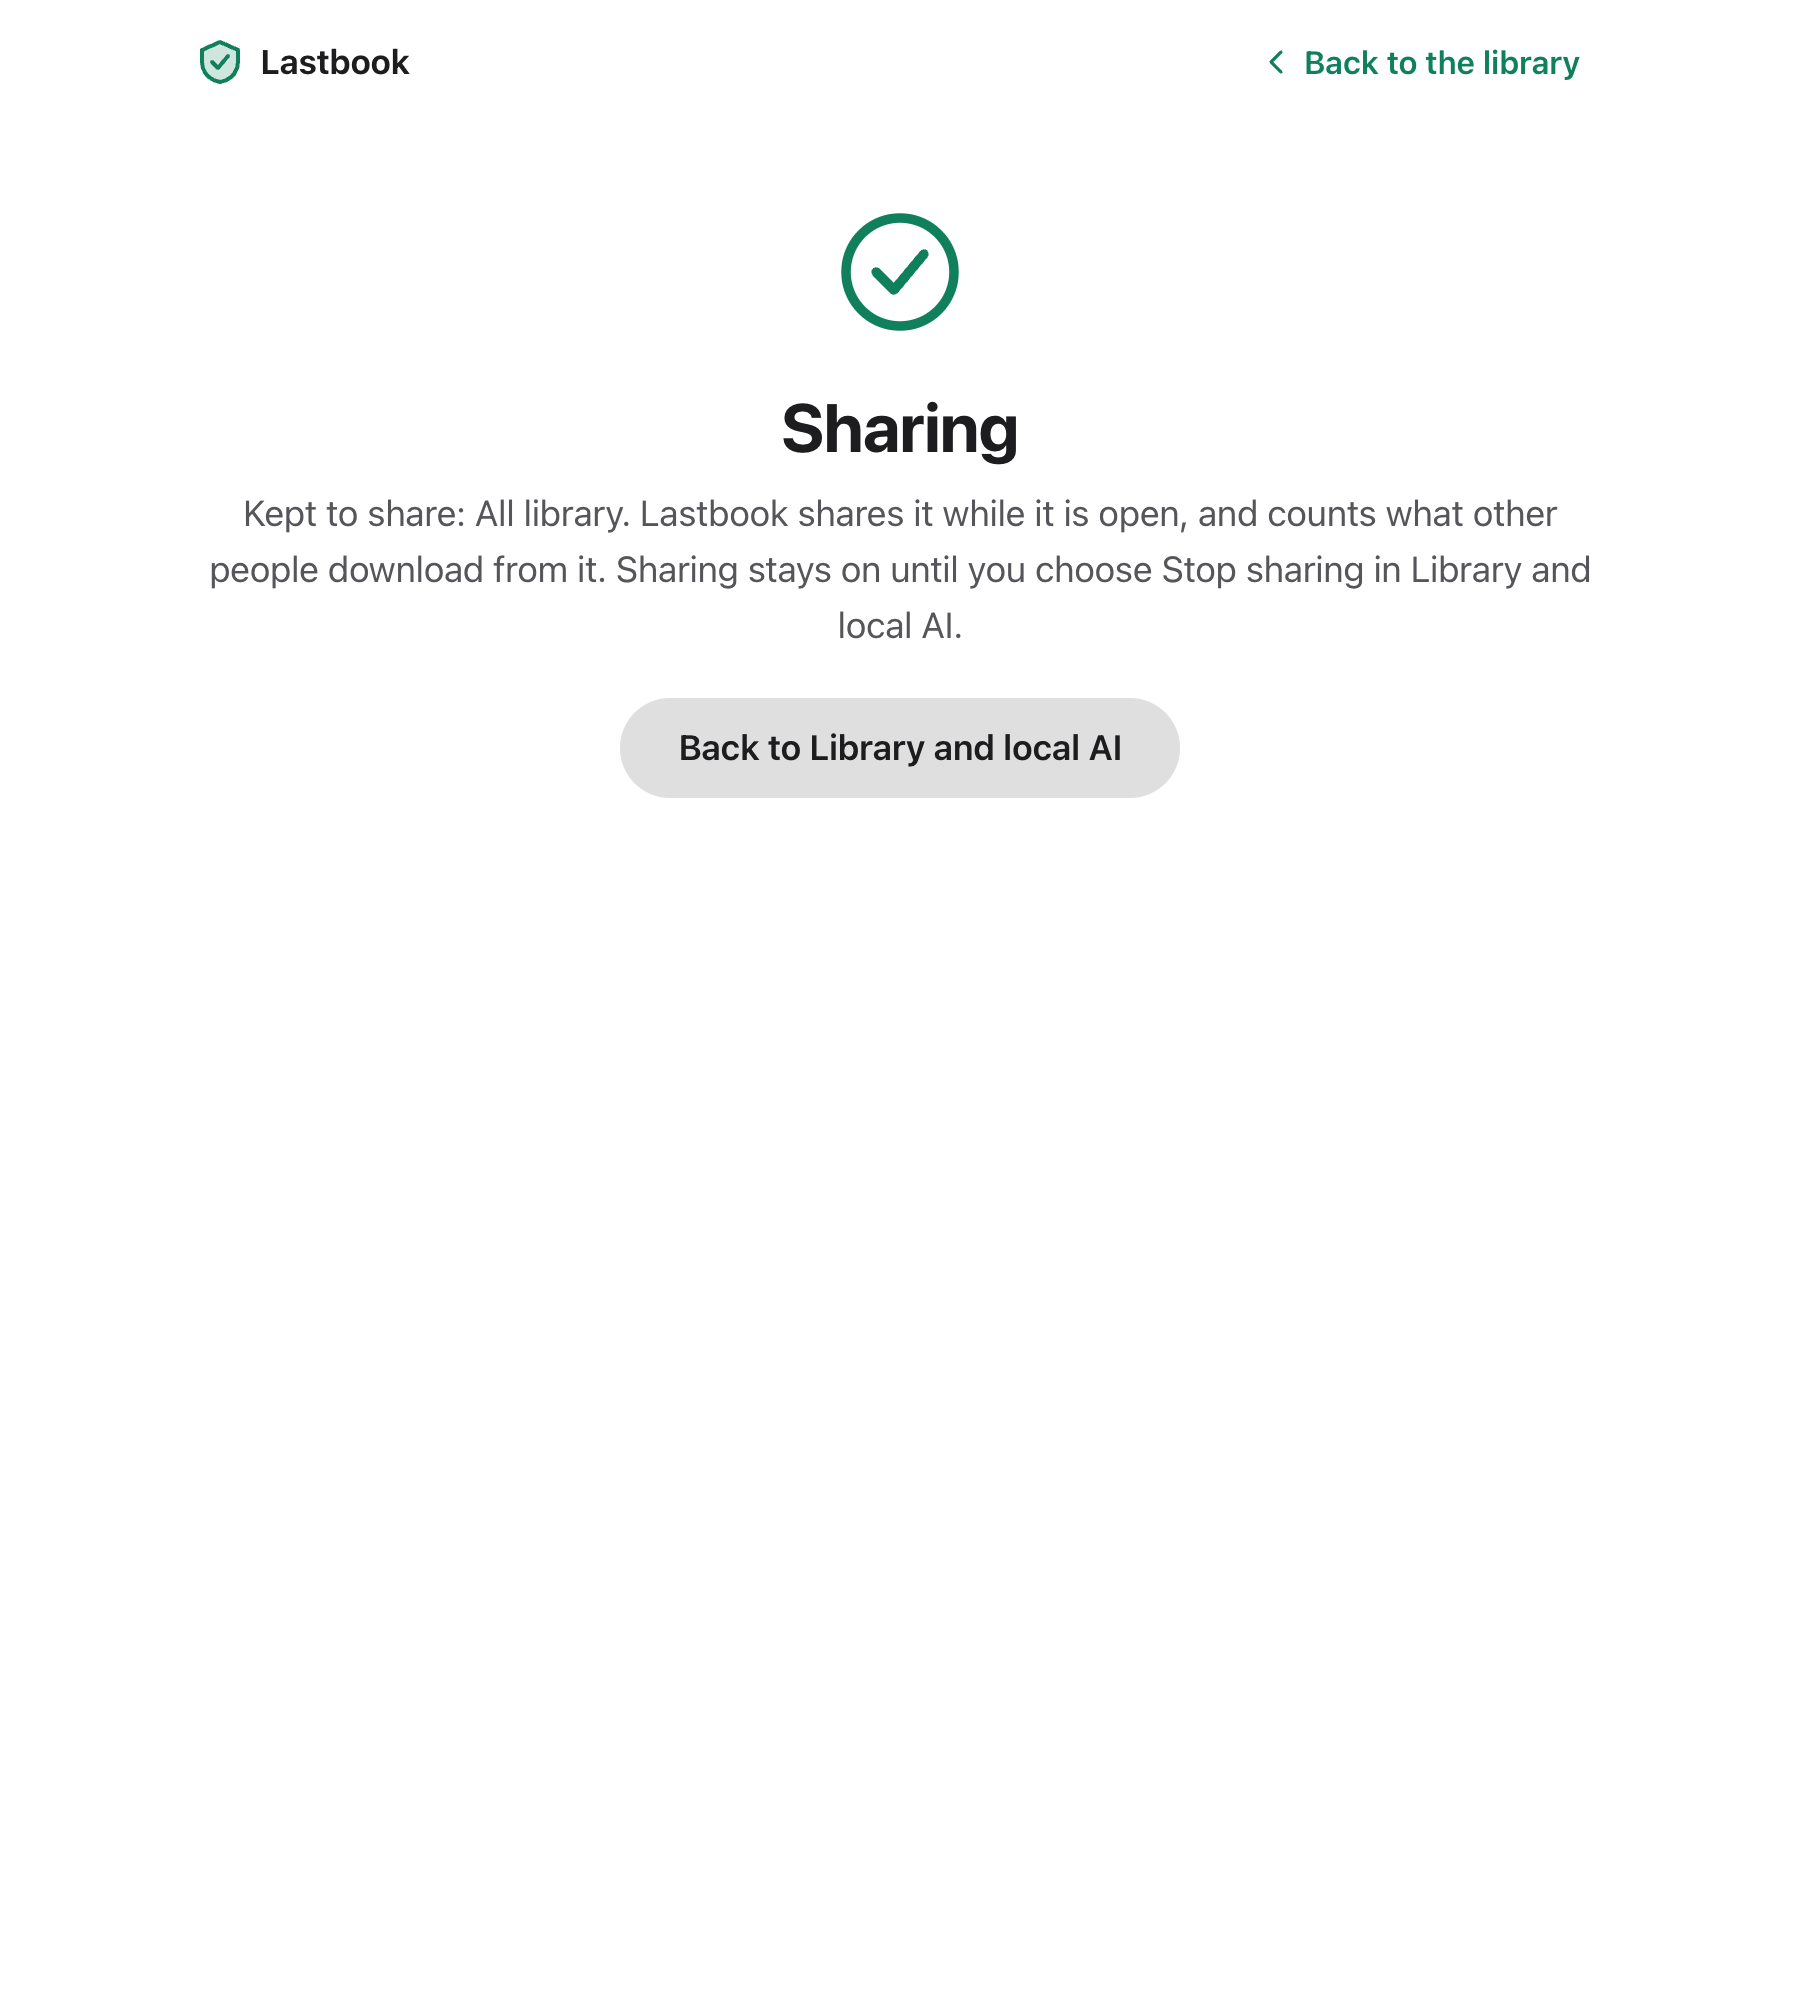 Lastbook
Back to the library
Sharing
Kept to share: All library. Lastbook shares it while it is open, and counts what other
people download from it. Sharing stays on until you choose Stop sharing in Library and
local AI.
Back to Library and local AI